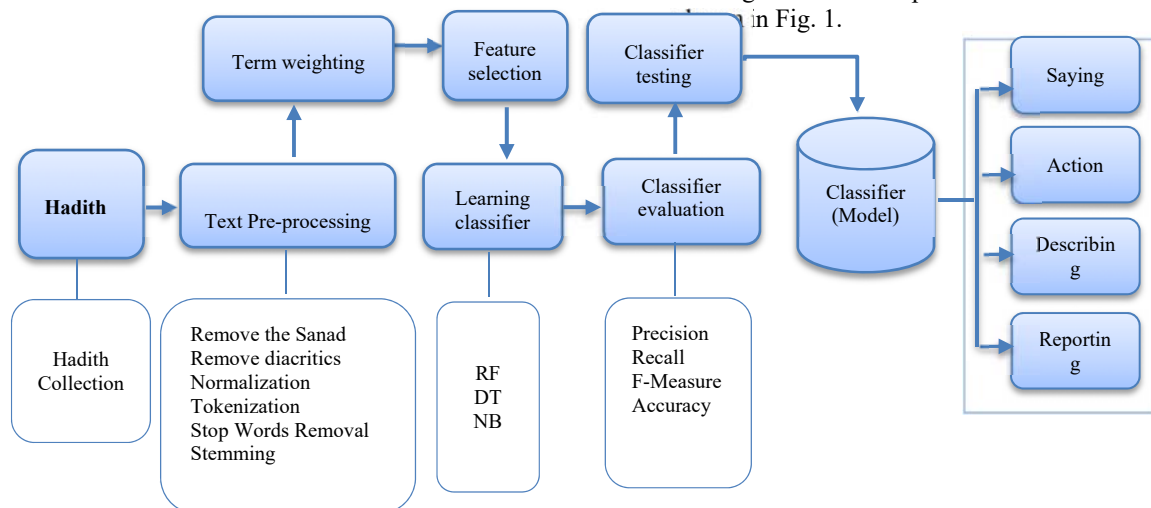 in Fig. 1.
Term weighting
Feature
selection
Classifier
testing
Saying
Hadith
Text Pre-processing
Learning
classifier
Classifier
evaluation
Classifier
(Model)
Action
Describin
g
Reportin
g
Hadith
Collection
Remove the Sanad
Remove diacritics
Normalization
Tokenization
Stop Words Removal
Stemming
RF
DT
NB
Precision
Recall
F-Measure
Accuracy